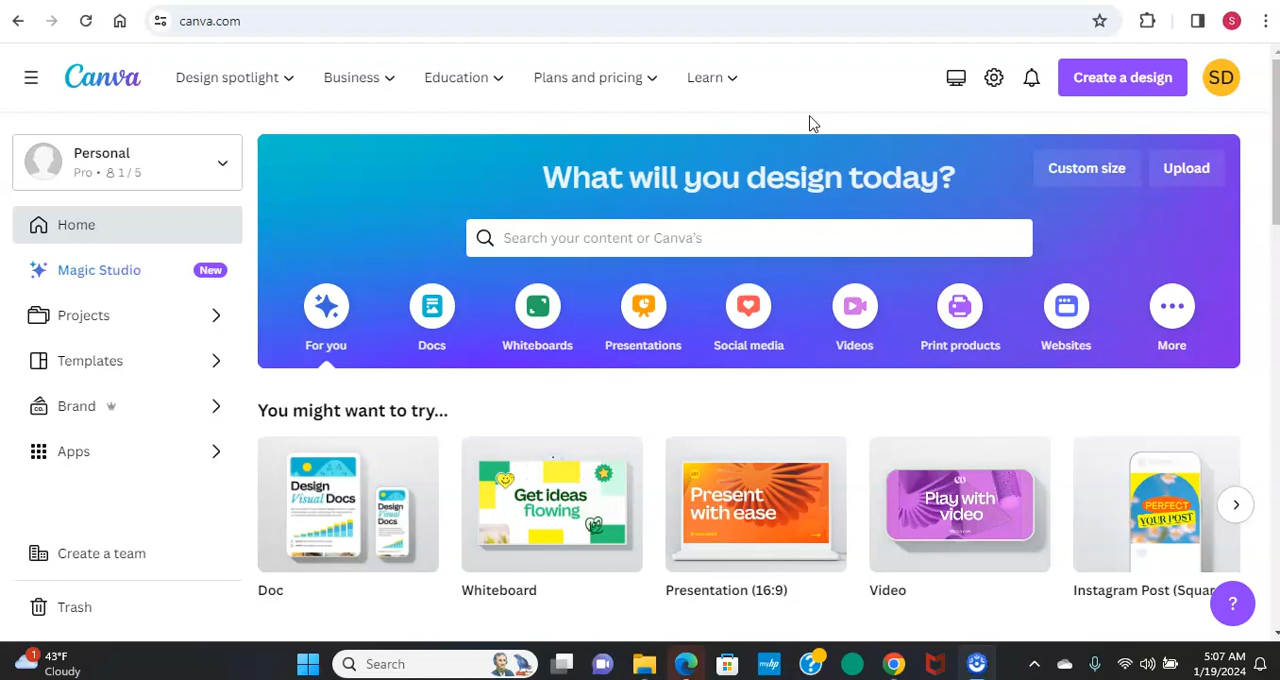 canva.com
S
Canva
Design spotlight
Business
Education
Plans and pricing
Learn
Create a design
SD
Personal
Pro • 1 / 5
Home
Magic Studio New
Projects
Templates
Brand
Apps
Create a team
Trash
What will you design today?
Custom size
Upload
Search your content or Canva's
For you
Docs
Whiteboards
Presentations
Social media
Videos
Print products
Websites
More
You might want to try...
Design
Visual Docs
Design
Visual Docs
Doc
Get ideas
flowing
Whiteboard
Present
with ease
Presentation (16:9)
Play with
video
Video
PERFECT
YOUR POST
Instagram Post (Squar
?
1
43°F
Cloudy
Search
5:07 AM
1/19/2024